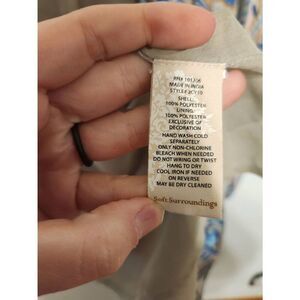 MADE IN INDIA
SHELL:
100% POLYESTER
LINING:
100% POLYESTER
EXCLUSIVE OF
DECORATION
HAND WASH COLD
SEPARATELY
ONLY NON-CHLORINE
BLEACH WHEN NEEDED
DO NOT WRING OR TWIST
HANG TO DRY
COOL IRON IF NEEDED
ON REVERSE
MAY BE DRY CLEANED
Soft Surroundings